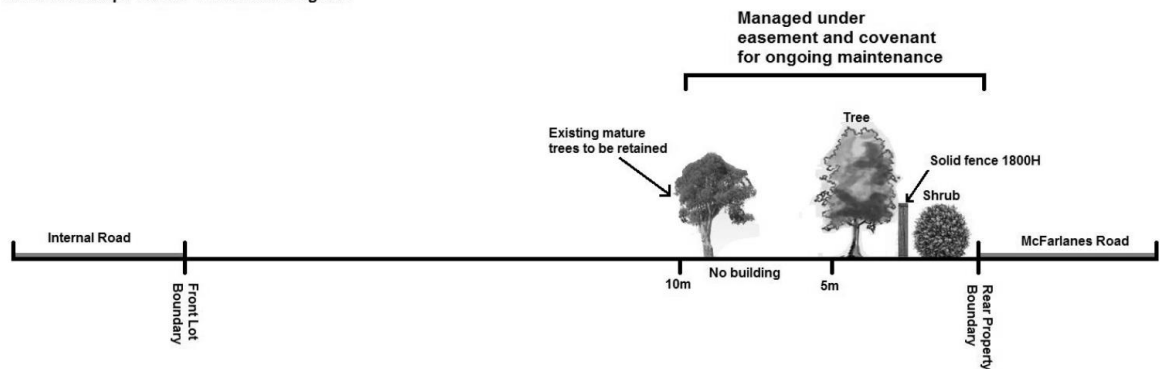 Managed under
easement and covenant
for ongoing maintenance
Existing mature
trees to be retained
Tree
Solid fence 1800H
Shrub
Internal Road
McFarlanes Road
10m
No building
5m
Front Lot
Boundary
Rear Property
Boundary